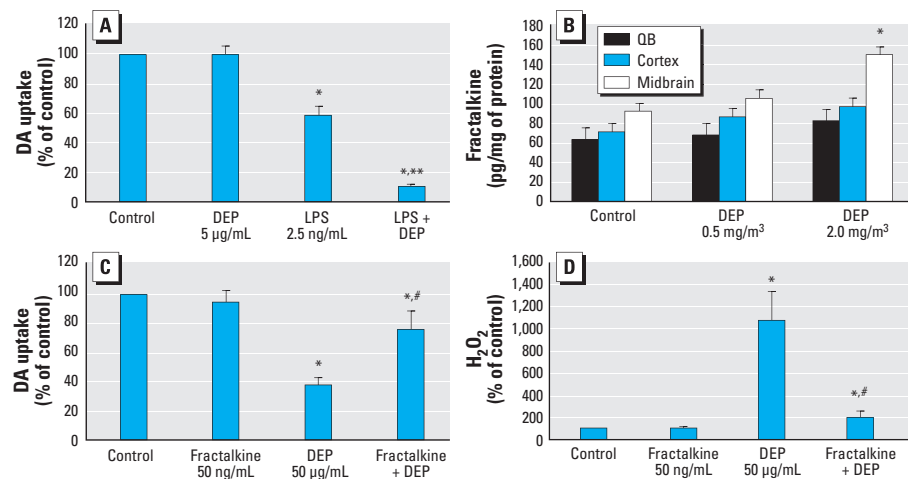 A
DA uptake
(% of control)
120
100
80
60
40
20
0
*
*,**
Control
DEP
5 µg/mL
LPS
2.5 ng/mL
LPS +
DEP
B
QB
Cortex
Midbrain
Fractalkine
(pg/mg of protein)
180
160
140
120
100
80
60
40
20
0
*
Control
DEP
0.5 mg/m³
DEP
2.0 mg/m³
C
DA uptake
(% of control)
120
100
80
60
40
20
0
*
*,#
Control
Fractalkine
50 ng/mL
DEP
50 µg/mL
Fractalkine
+ DEP
D
H₂O₂
(% of control)
1,600
1,400
1,200
1,000
800
600
400
200
0
*
*,#
Control
Fractalkine
50 ng/mL
DEP
50 µg/mL
Fractalkine
+ DEP